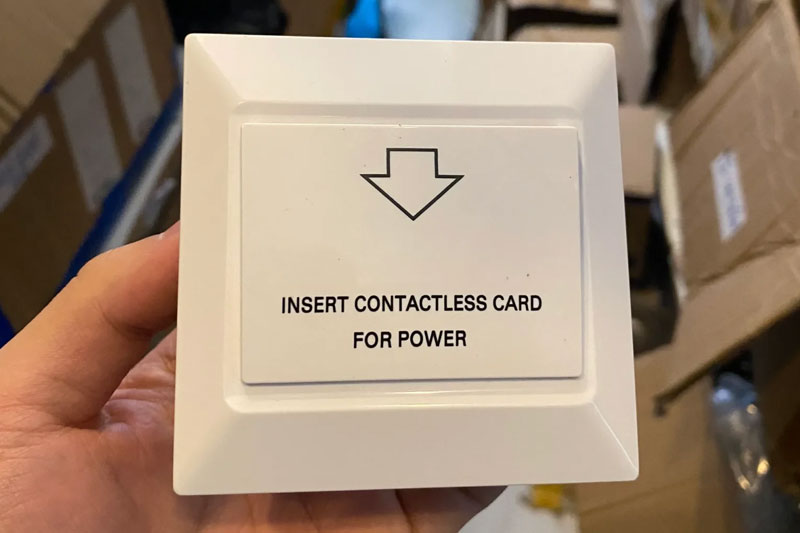 INSERT CONTACTLESS CARD
FOR POWER